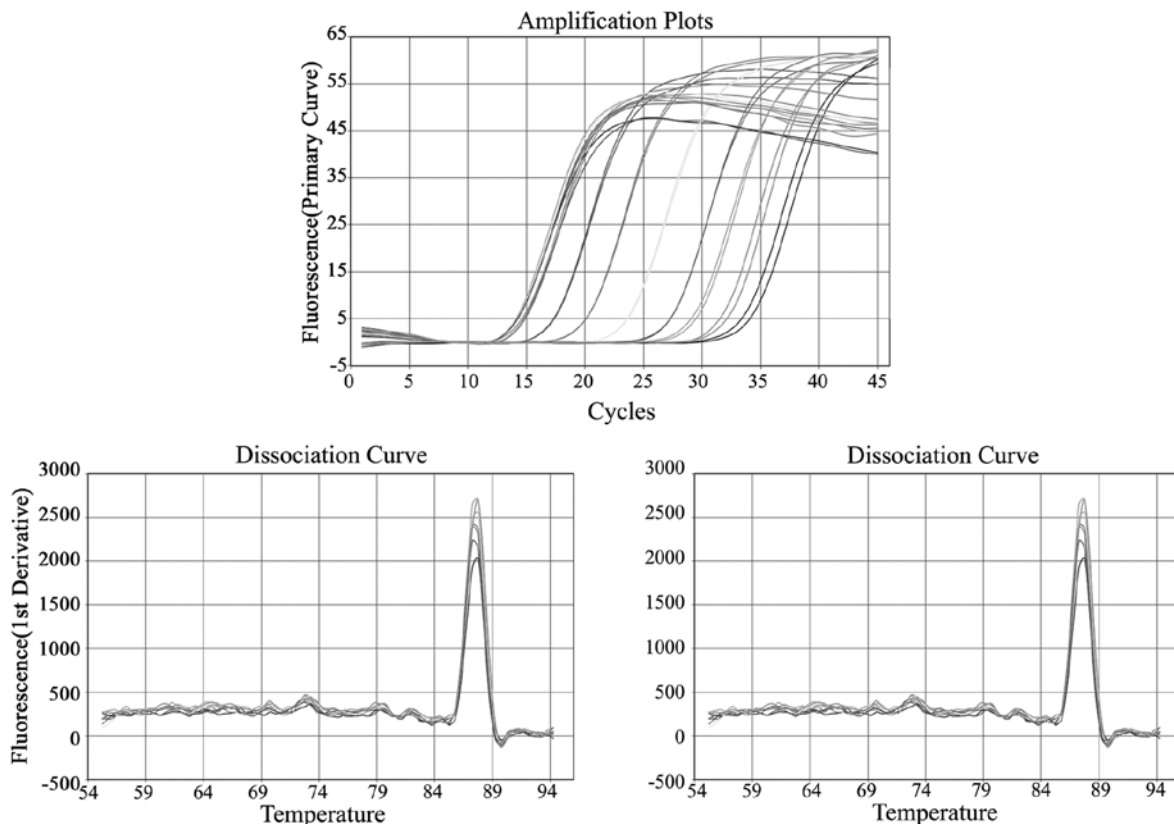 Amplification Plots
Fluorescence(Primary Curve)
65
55
45
35
25
15
5
-5
0 5 10 15 20 25 30 35 40 45
Cycles
Dissociation Curve
Fluorescence(1st Derivative)
3000
2500
2000
1500
1000
500
0
-500
54 59 64 69 74 79 84 89 94
Temperature
Dissociation Curve
3000
2500
2000
1500
1000
500
0
-500
54 59 64 69 74 79 84 89 94
Temperature